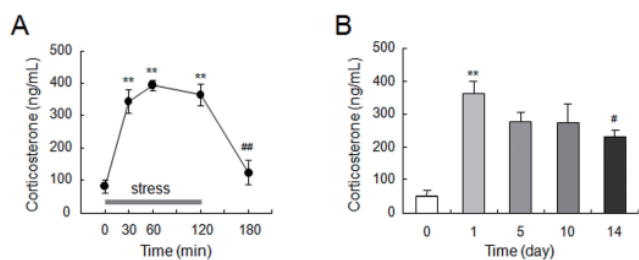 A
Corticosterone (ng/mL)
500
400
300
200
100
0
**
**
**
##
stress
0 30 60 120 180
Time (min)
B
Corticosterone (ng/mL)
500
400
300
200
100
0
**
#
0 1 5 10 14
Time (day)